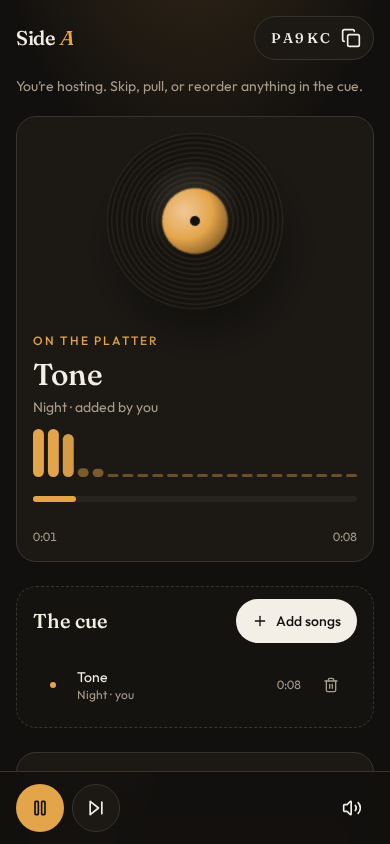 Side A
PA9KC
You're hosting. Skip, pull, or reorder anything in the cue.
ON THE PLATTER
Tone
Night · added by you
0:01
0:08
The cue
Add songs
Tone
0:08
Night · you